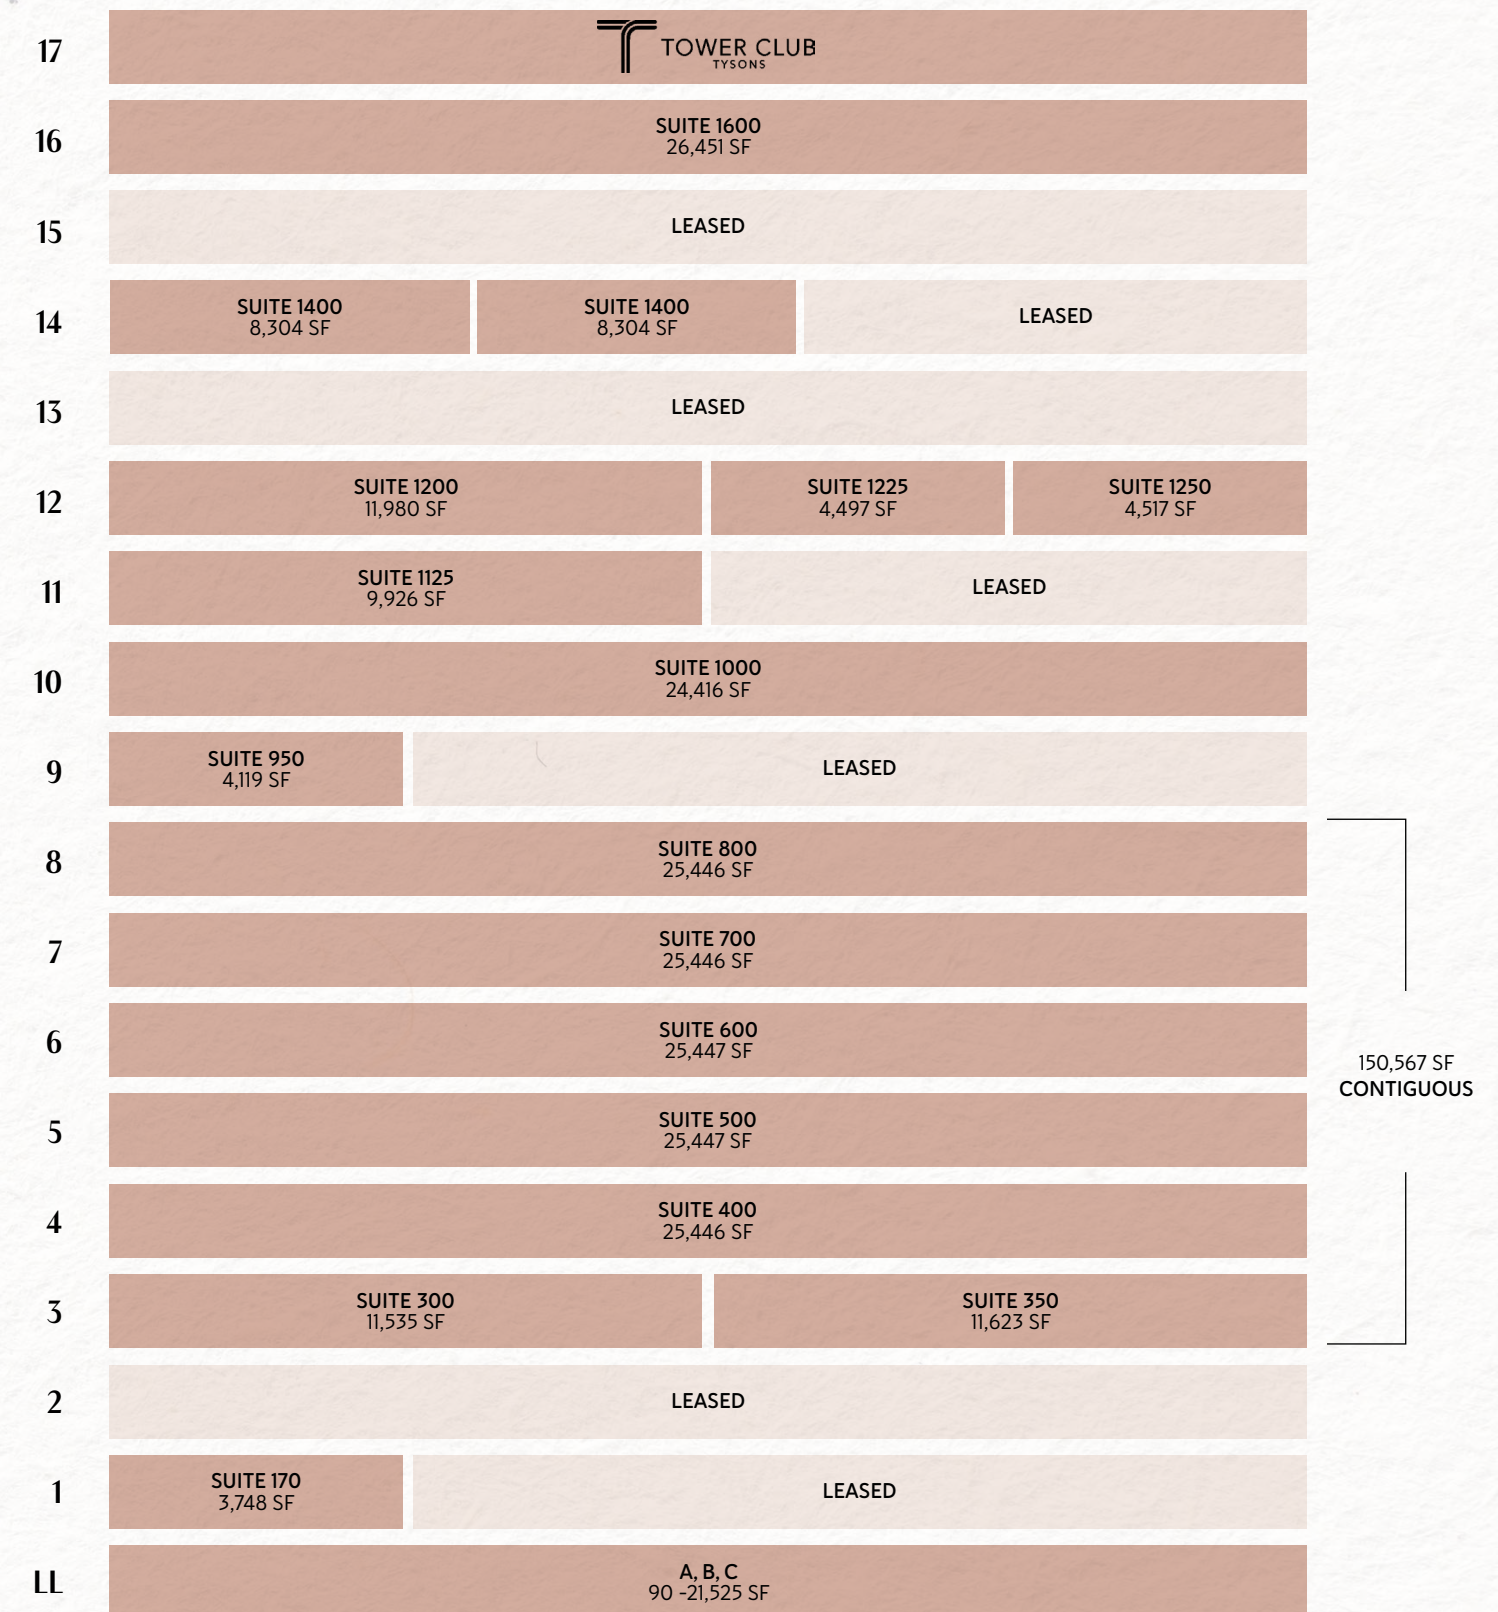 17
TOWER CLUB
TYSONS
16
SUITE 1600
26,451 SF
15
LEASED
14
SUITE 1400
8,304 SF
SUITE 1400
8,304 SF
LEASED
13
LEASED
12
SUITE 1200
11,980 SF
SUITE 1225
4,497 SF
SUITE 1250
4,517 SF
11
SUITE 1125
9,926 SF
LEASED
10
SUITE 1000
24,416 SF
9
SUITE 950
4,119 SF
LEASED
8
SUITE 800
25,446 SF
7
SUITE 700
25,446 SF
6
SUITE 600
25,447 SF
150,567 SF
CONTIGUOUS
5
SUITE 500
25,447 SF
4
SUITE 400
25,446 SF
3
SUITE 300
11,535 SF
SUITE 350
11,623 SF
2
LEASED
1
SUITE 170
3,748 SF
LEASED
LL
A, B, C
90 -21,525 SF